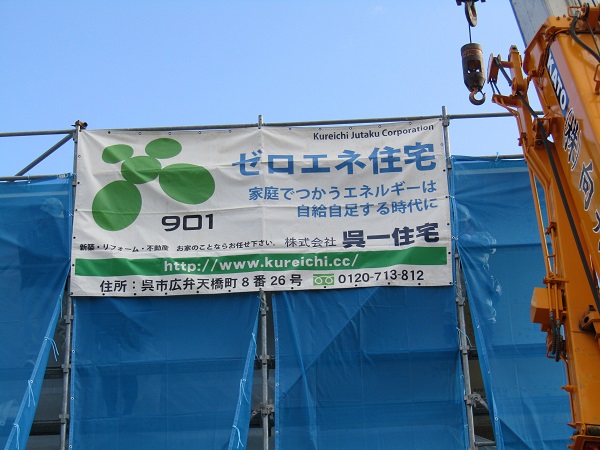 Kureichi Jutaku Corporation
ゼロエネ住宅
家庭でつかうエネルギーは
自給自足する時代に
901
新築・リフォーム・不動産 お家のことならお任せ下さい。 株式会社 呉一住宅
http://www.kureichi.cc/
住所：呉市広弁天橋町8番26号 0120-713-812
KATO